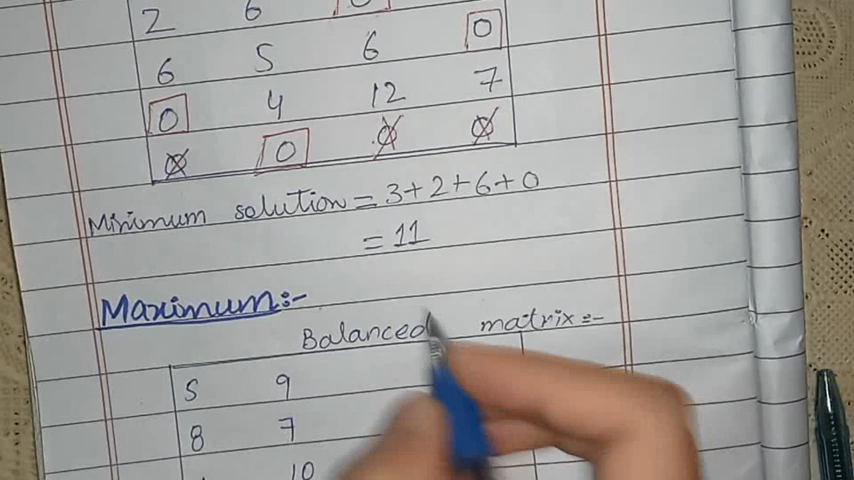 2 6 0
6 5 6 0
0 4 12 7
0 0 0 0
Minimum solution = 3+2+6+0
= 11
Maximum:-
Balanced matrix:-
5 9
8 7
10